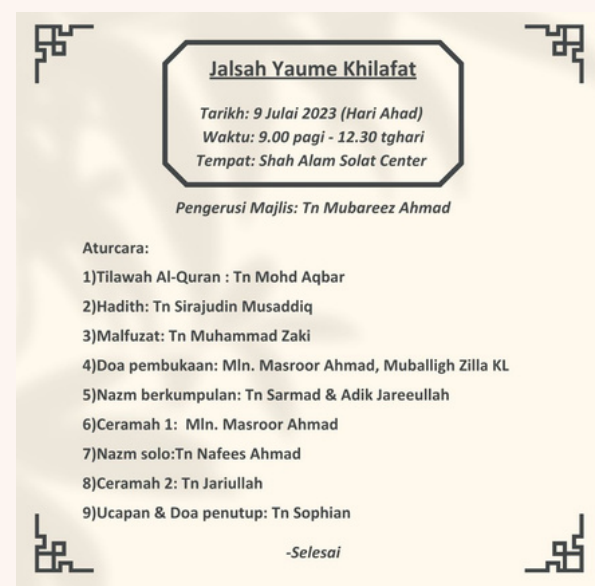 Jalsah Yaume Khilafat
Tarikh: 9 Julai 2023 (Hari Ahad)
Waktu: 9.00 pagi - 12.30 tghari
Tempat: Shah Alam Solat Center
Pengerusi Majlis: Tn Mubareez Ahmad
Aturcara:
1)Tilawah Al-Quran : Tn Mohd Aqbar
2)Hadith: Tn Sirajudin Musaddiq
3)Malfuzat: Tn Muhammad Zaki
4)Doa pembukaan: Mln. Masroor Ahmad, Muballigh Zilla KL
5)Nazm berkumpulan: Tn Sarmad & Adik Jareeullah
6)Ceramah 1:  Mln. Masroor Ahmad
7)Nazm solo:Tn Nafees Ahmad
8)Ceramah 2: Tn Jariullah
9)Ucapan & Doa penutup: Tn Sophian
-Selesai